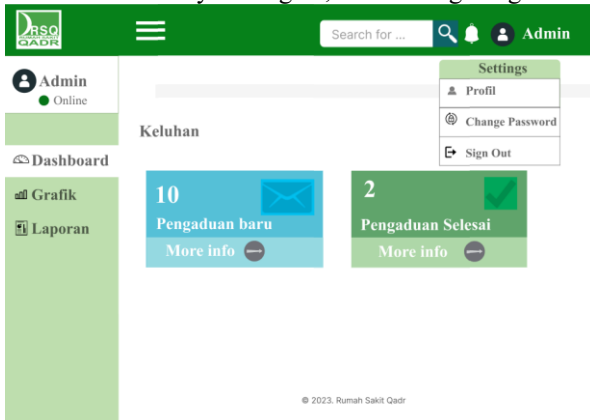 RSQ
QADR
Search for ...
Admin
Admin
Online
Settings
Profil
Change Password
Sign Out
Keluhan
Dashboard
Grafik
Laporan
10
Pengaduan baru
More info
2
Pengaduan Selesai
More info
© 2023. Rumah Sakit Qadr